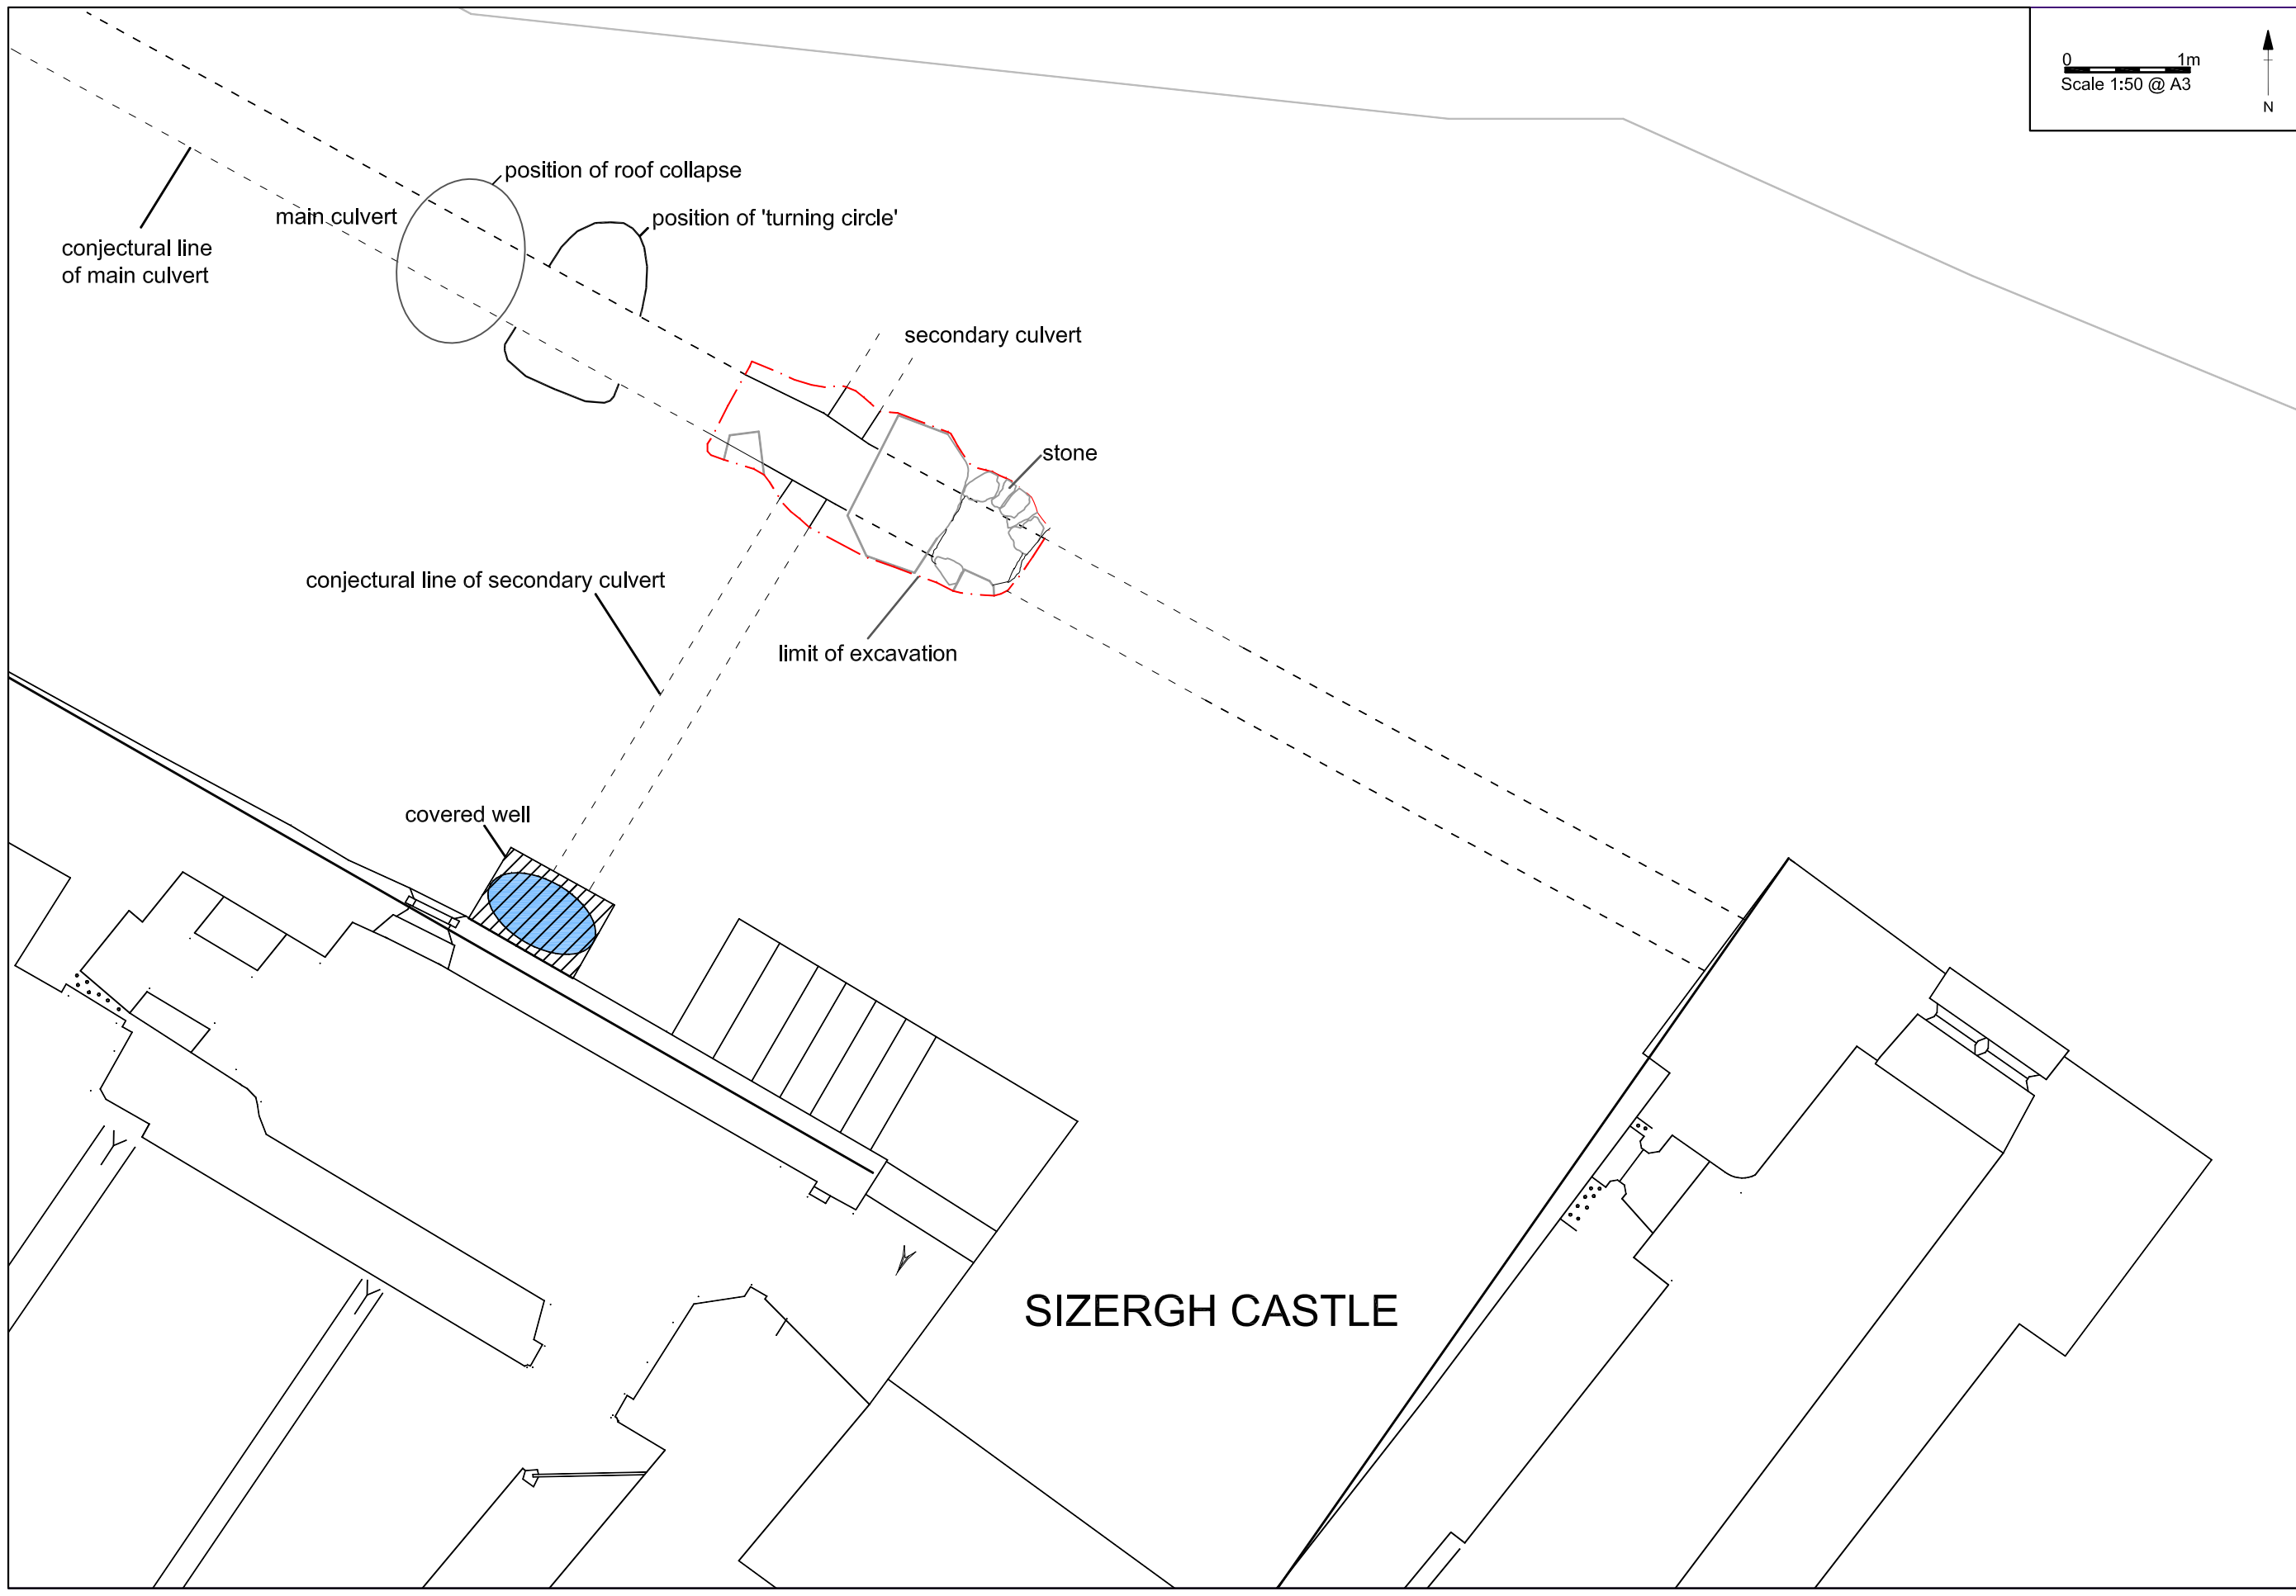 0 1m
Scale 1:50 @ A3
N
position of roof collapse
main culvert
position of 'turning circle'
conjectural line
of main culvert
secondary culvert
stone
conjectural line of secondary culvert
limit of excavation
covered well
SIZERGH CASTLE